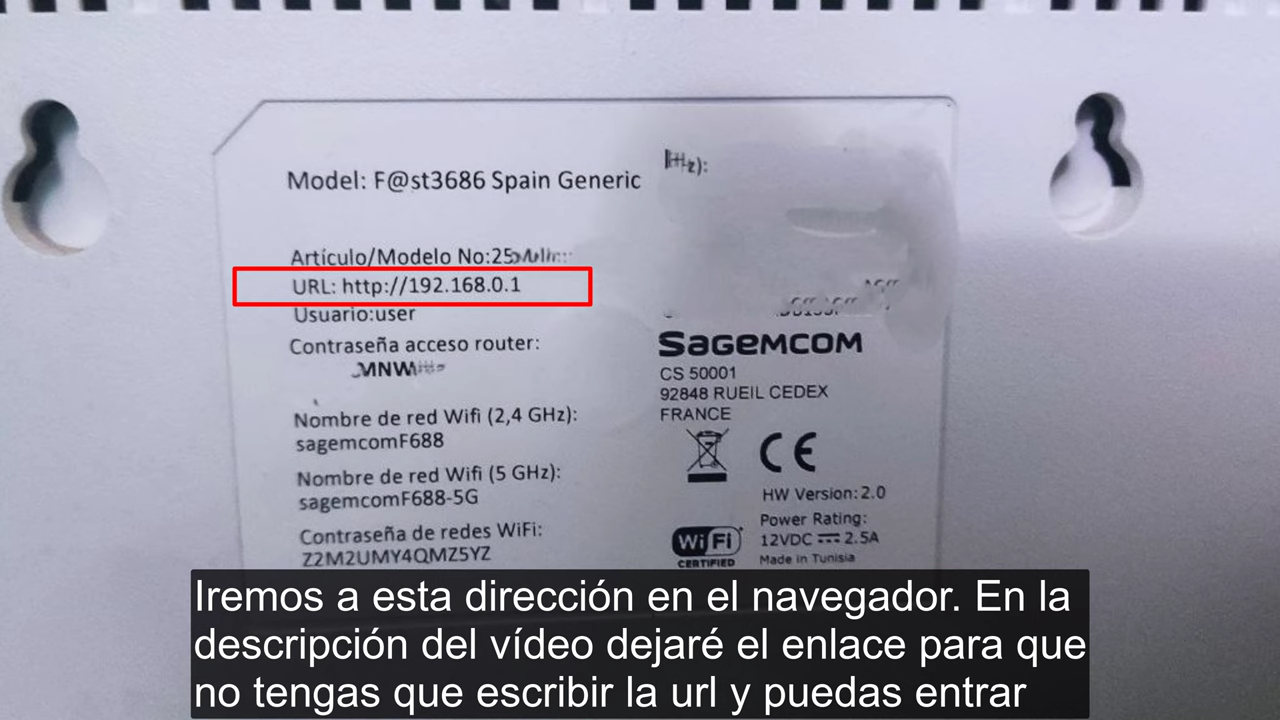 Model: F@st3686 Spain Generic
Artículo/Modelo No:25
URL: http://192.168.0.1
Usuario:user
Contraseña acceso router:
Nombre de red Wifi (2,4 GHz):
sagemcomF688
Nombre de red Wifi (5 GHz):
sagemcomF688-5G
Contraseña de redes WiFi:
Z2M2UMY4QMZ5YZ
SAGEMCOM
CS 50001
92848 RUEIL CEDEX
FRANCE
CE
HW Version: 2.0
Power Rating:
12VDC 2.5A
Made in Tunisia
WiFi
CERTIFIED
Iremos a esta dirección en el navegador. En la
descripción del vídeo dejaré el enlace para que
no tengas que escribir la url y puedas entrar